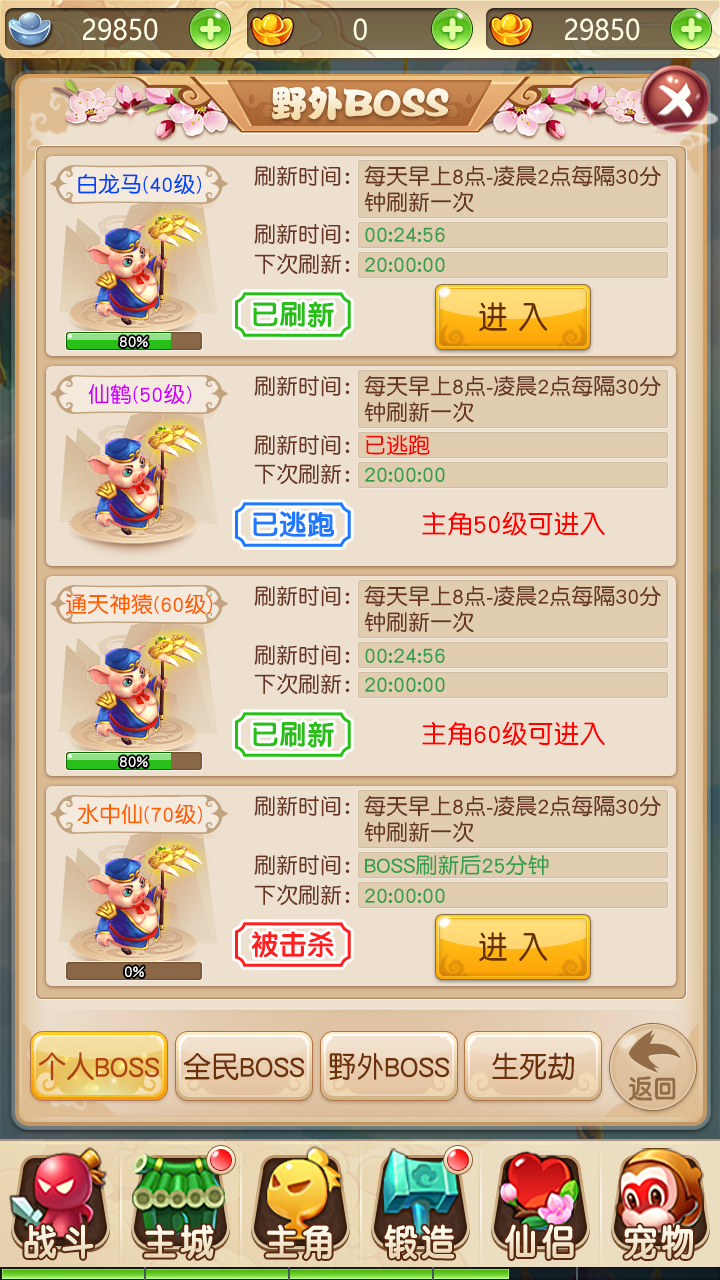 29850 0 29850
野外BOSS
白龙马(40级)
刷新时间: 每天早上8点-凌晨2点每隔30分
钟刷新一次
刷新时间: 00:24:56
下次刷新: 20:00:00
已刷新 进入
80%
仙鹤(50级)
刷新时间: 每天早上8点-凌晨2点每隔30分
钟刷新一次
刷新时间: 已逃跑
下次刷新: 20:00:00
已逃跑 主角50级可进入
通天神猿(60级)
刷新时间: 每天早上8点-凌晨2点每隔30分
钟刷新一次
刷新时间: 00:24:56
下次刷新: 20:00:00
已刷新 主角60级可进入
80%
水中仙(70级)
刷新时间: 每天早上8点-凌晨2点每隔30分
钟刷新一次
刷新时间: BOSS刷新后25分钟
下次刷新: 20:00:00
被击杀 进入
0%
个人BOSS 全民BOSS 野外BOSS 生死劫 返回
战斗 主城 主角 锻造 仙侣 宠物